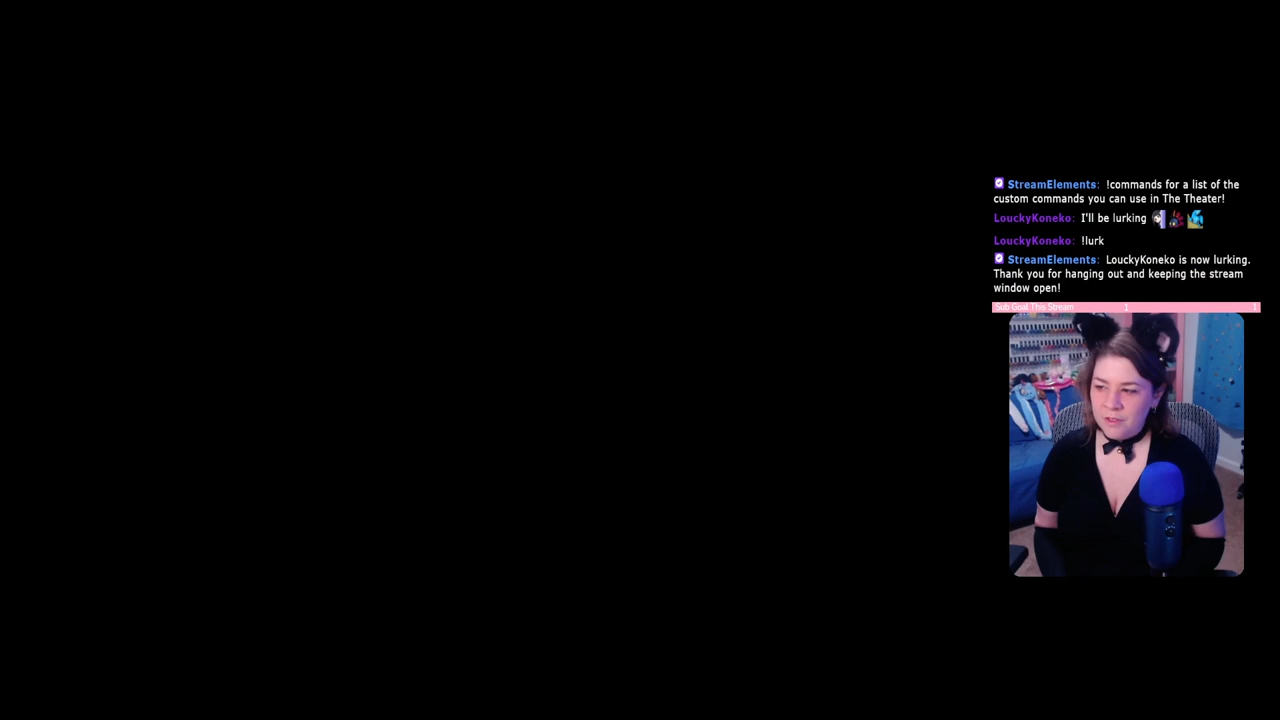 StreamElements: !commands for a list of the
custom commands you can use in The Theater!
LouckyKoneko: I'll be lurking
LouckyKoneko: !lurk
StreamElements: LouckyKoneko is now lurking.
Thank you for hanging out and keeping the stream
window open!
Sub Goal This Stream 1 1